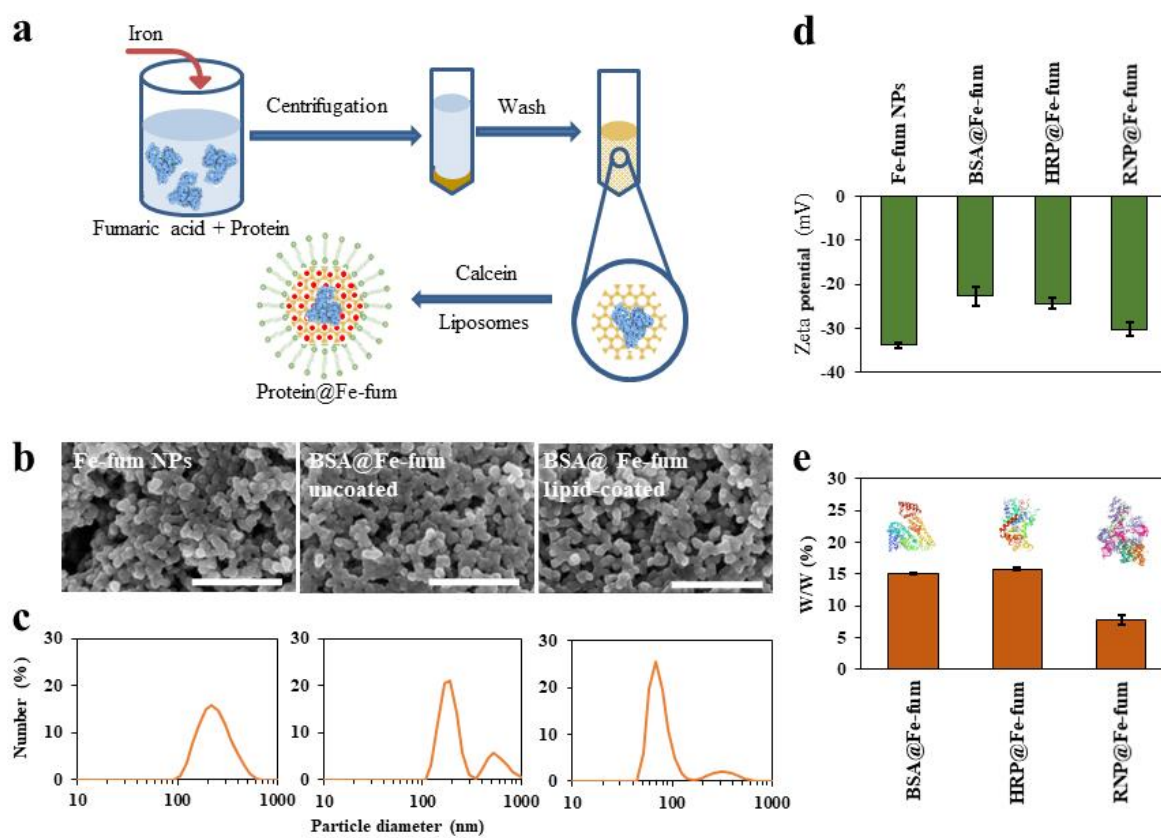 a
Iron
Centrifugation
Wash
Fumaric acid + Protein
Calcein
Liposomes
Protein@Fe-fum
b
Fe-fum NPs
BSA@Fe-fum
uncoated
BSA@ Fe-fum
lipid-coated
c
Number (%)
30
20
10
0
10
100
1000
30
20
10
0
10
100
1000
30
20
10
0
10
100
1000
Particle diameter (nm)
d
Fe-fum NPs
BSA@Fe-fum
HRP@Fe-fum
RNP@Fe-fum
Zeta potential (mV)
0
-10
-20
-30
-40
e
W/W (%)
30
25
20
15
10
5
0
BSA@Fe-fum
HRP@Fe-fum
RNP@Fe-fum